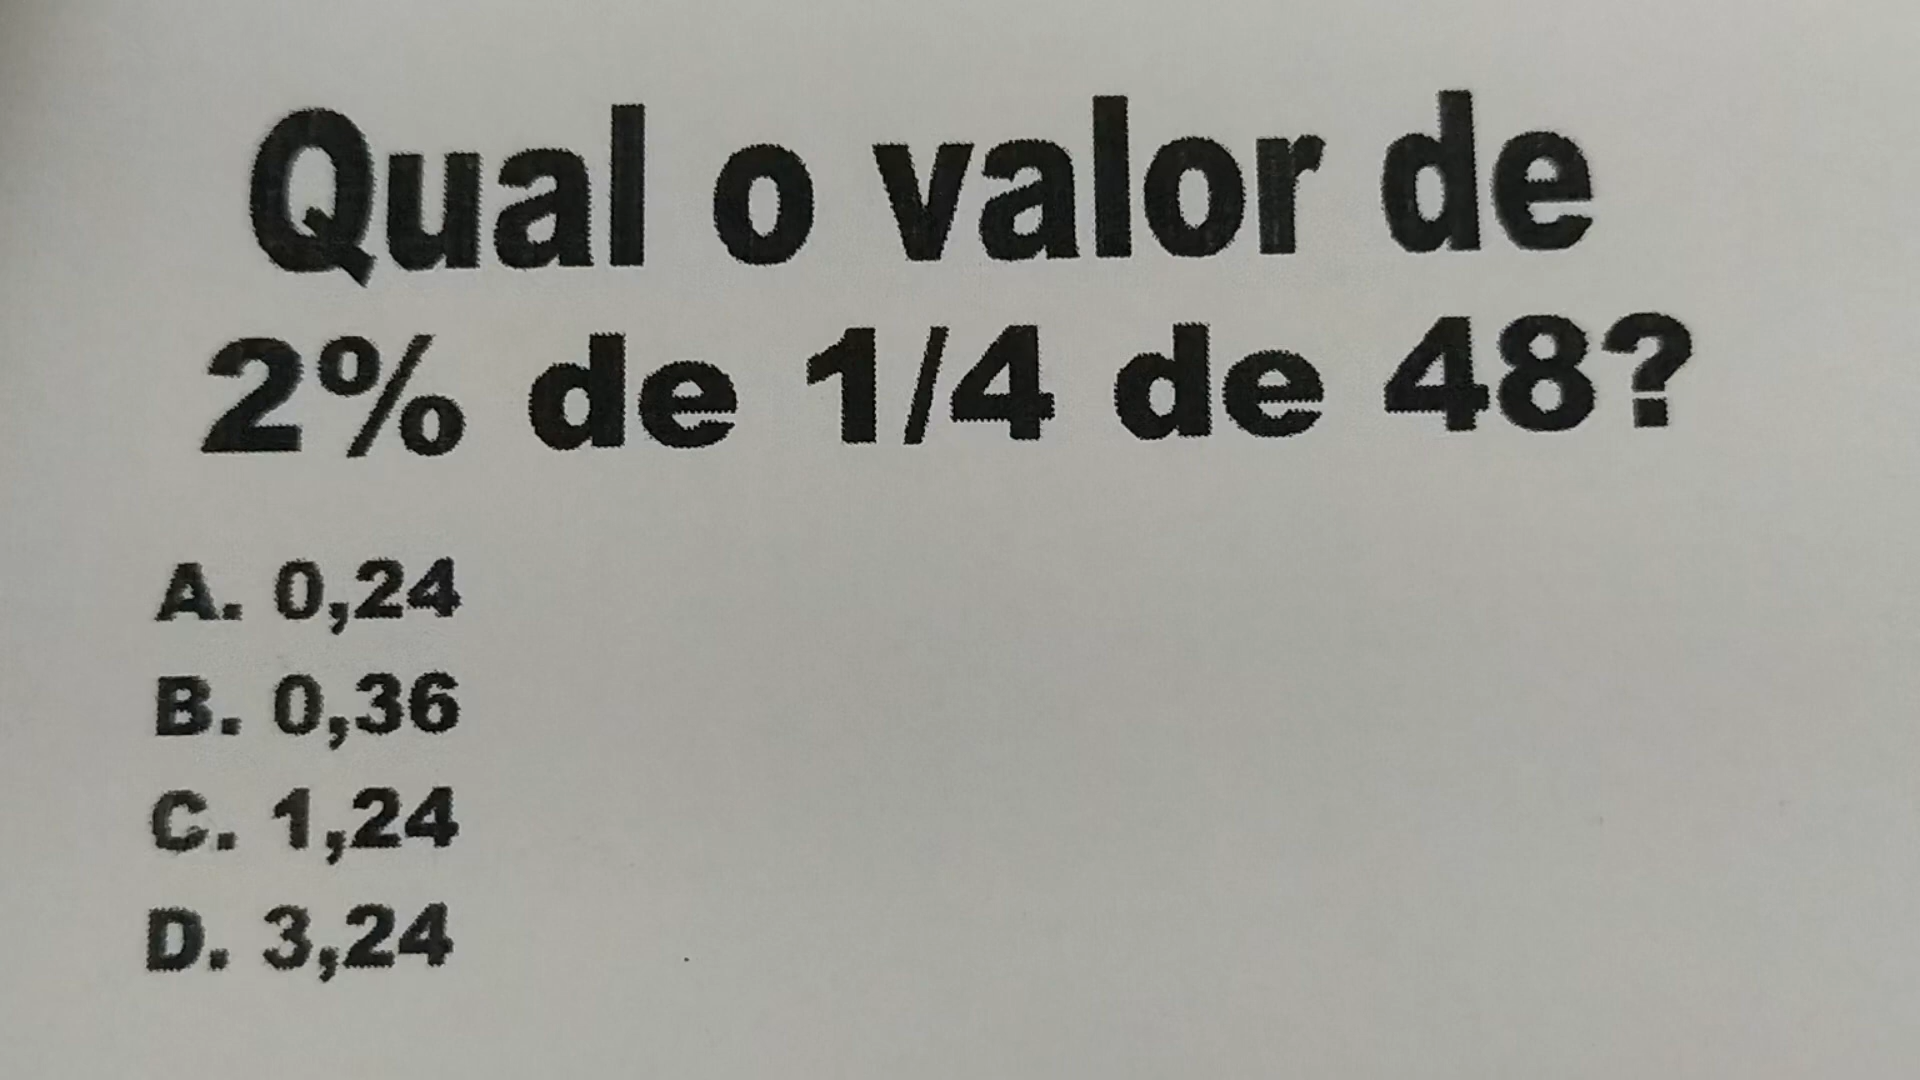 Qual o valor de
2% de 1/4 de 48?
A. 0,24
B. 0,36
C. 1,24
D. 3,24